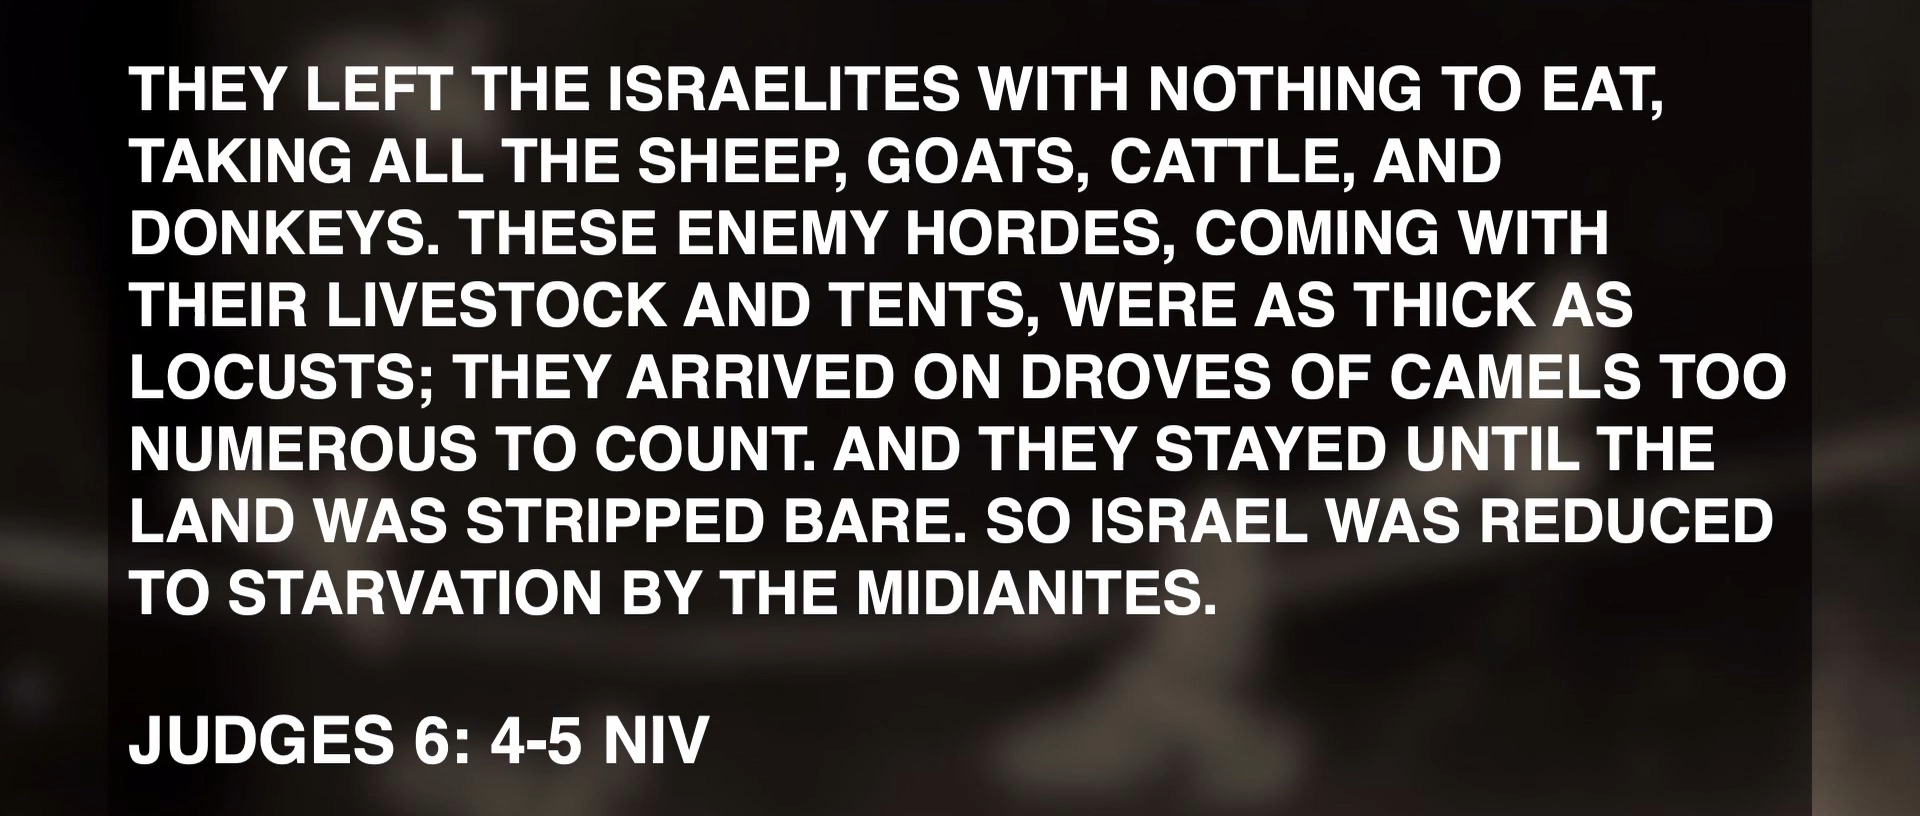 THEY LEFT THE ISRAELITES WITH NOTHING TO EAT,
TAKING ALL THE SHEEP, GOATS, CATTLE, AND
DONKEYS. THESE ENEMY HORDES, COMING WITH
THEIR LIVESTOCK AND TENTS, WERE AS THICK AS
LOCUSTS; THEY ARRIVED ON DROVES OF CAMELS TOO
NUMEROUS TO COUNT. AND THEY STAYED UNTIL THE
LAND WAS STRIPPED BARE. SO ISRAEL WAS REDUCED
TO STARVATION BY THE MIDIANITES.
JUDGES 6: 4-5 NIV